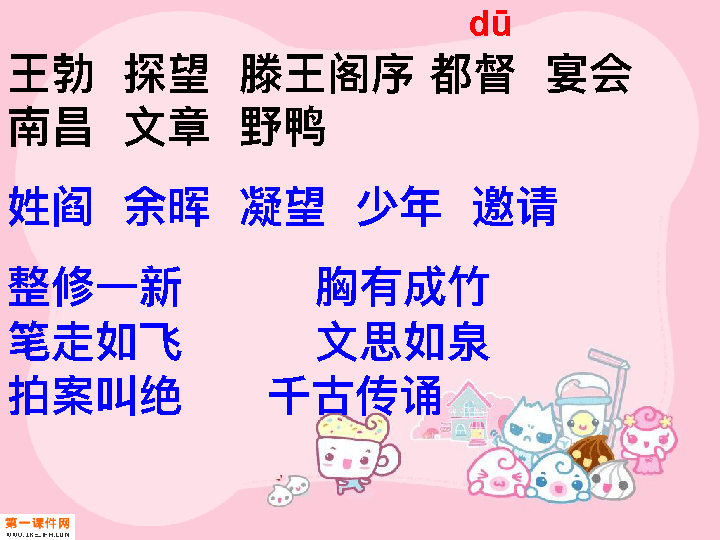 dū
王勃 探望 滕王阁序 都督 宴会
南昌 文章 野鸭
姓阎 余晖 凝望 少年 邀请
整修一新 胸有成竹
笔走如飞 文思如泉
拍案叫绝 千古传诵
第一课件网
WWW.1KEJIAN.COM